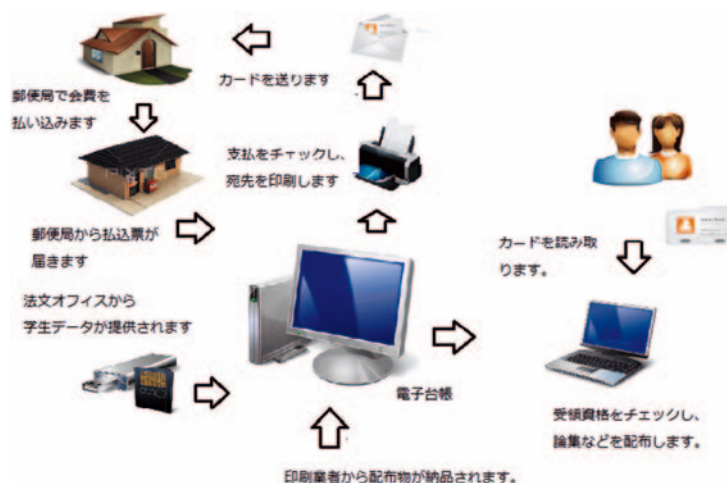 カードを送ります
郵便局で会費を
払い込みます
支払をチェックし、
宛先を印刷します
郵便局から払込票が
届きます
カードを読み取
ります。
法文オフィスから
学生データが提供されます
電子台帳
受領資格をチェックし、
論集などを配布します。
印刷業者から配布物が納品されます。